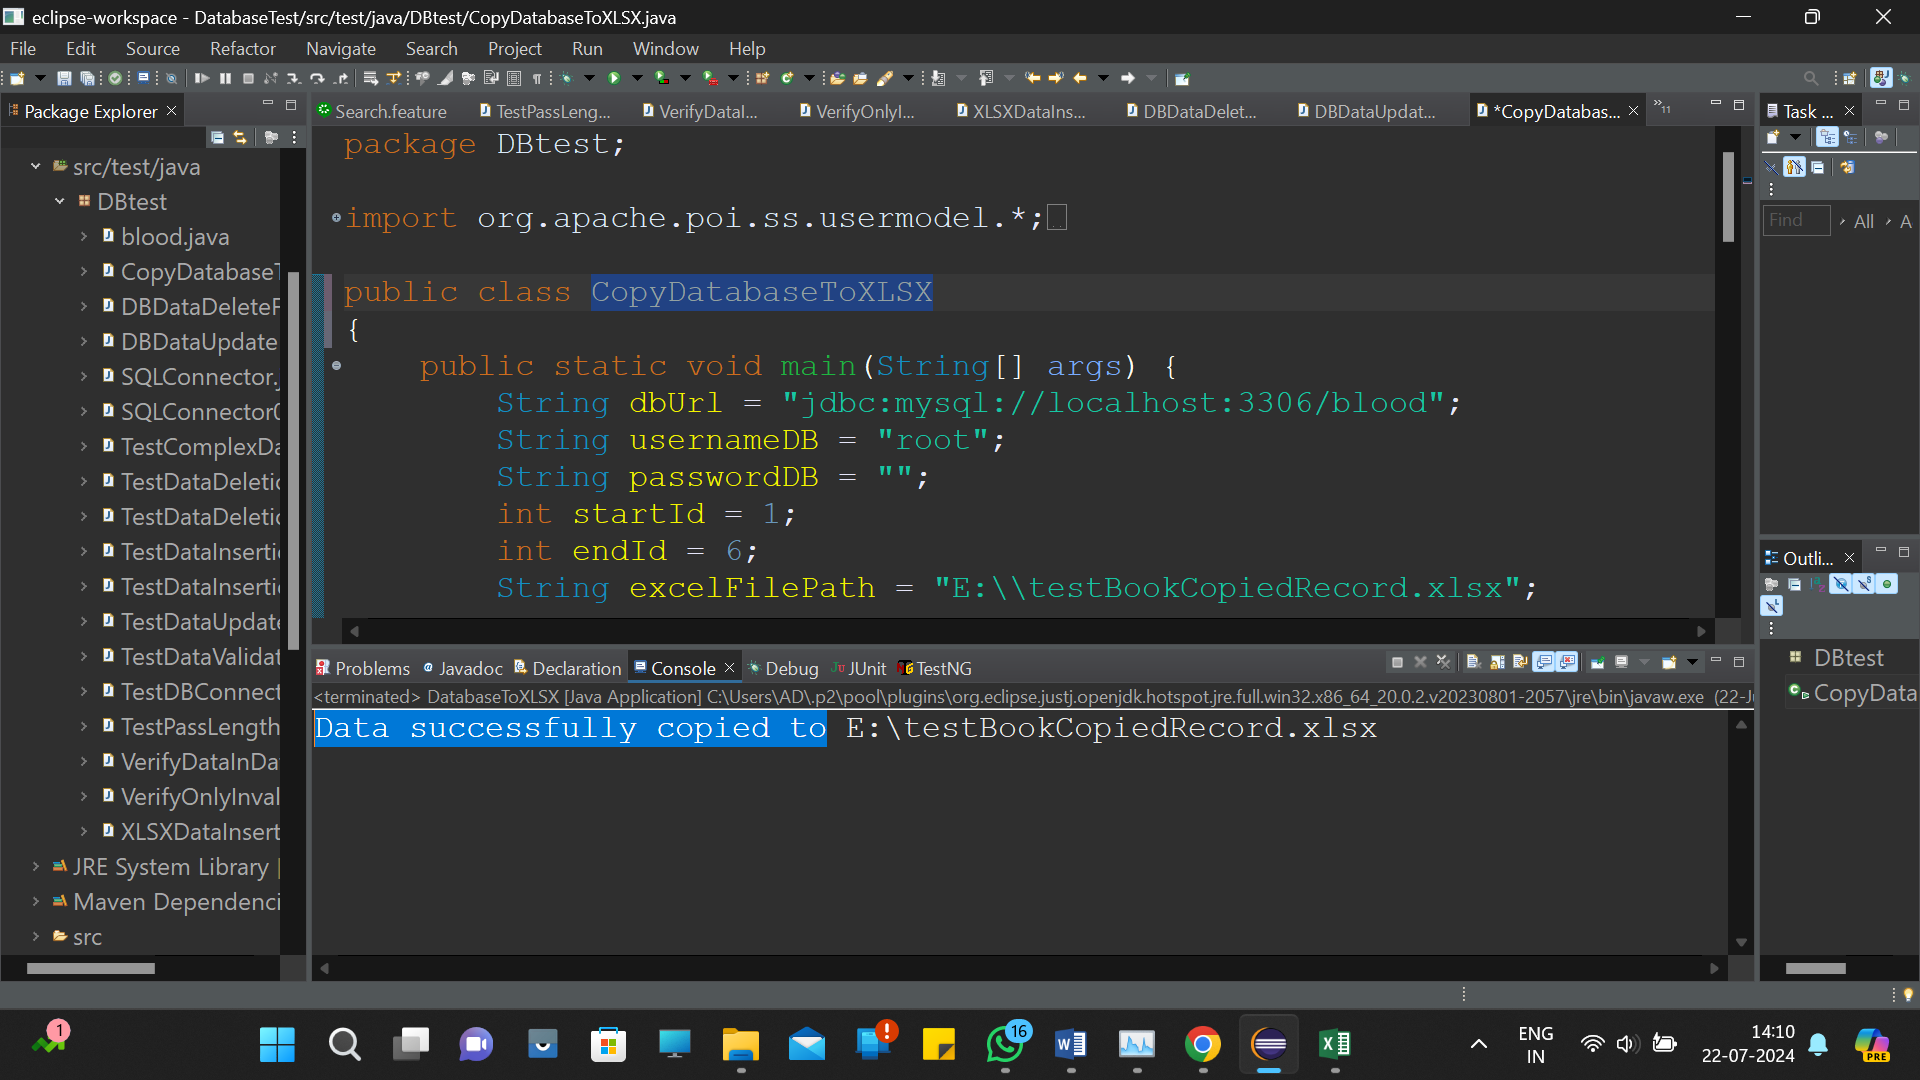 eclipse-workspace - DatabaseTest/src/test/java/DBtest/CopyDatabaseToXLSX.java
File Edit Source Refactor Navigate Search Project Run Window Help
Package Explorer
Search.feature TestPassLeng... VerifyDataI... VerifyOnlyI... XLSXDataIns... DBDataDelet... DBDataUpdat... *CopyDatabas... »11
Task ...
src/test/java
DBtest
blood.java
CopyDatabaseT
DBDataDeleteF
DBDataUpdate
SQLConnector.
SQLConnector
TestComplexDa
TestDataDeletic
TestDataDeletic
TestDataInserti
TestDataInserti
TestDataUpdate
TestDataValidat
TestDBConnect
TestPassLength
VerifyDataInDa
VerifyOnlyInval
XLSXDataInsert
JRE System Library
Maven Dependenci
src
package DBtest;
import org.apache.poi.ss.usermodel.*;
public class CopyDatabaseToXLSX
{
public static void main(String[] args) {
String dbUrl = "jdbc:mysql://localhost:3306/blood";
String usernameDB = "root";
String passwordDB = "";
int startId = 1;
int endId = 6;
String excelFilePath = "E:\\testBookCopiedRecord.xlsx";
Problems Javadoc Declaration Console Debug JUnit TestNG
<terminated> DatabaseToXLSX [Java Application] C:\Users\AD\.p2\pool\plugins\org.eclipse.justj.openjdk.hotspot.jre.full.win32.x86_64_20.0.2.v20230801-2057\jre\bin\javaw.exe (22-J
Data successfully copied to E:\testBookCopiedRecord.xlsx
Find All A
Outli...
DBtest
CopyData
1
16
PRE
ENG
IN
14:10
22-07-2024